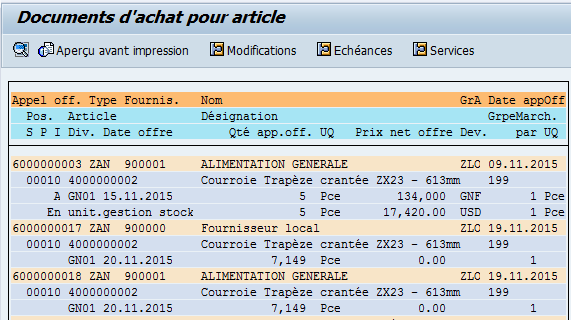 Documents d'achat pour article
Aperçu avant impression Modifications Echéances Services
Appel off. Type Fournis. Nom GrA Date appOff
Pos. Article Désignation GrpeMarch.
S P I Div. Date offre Qté app.off. UQ Prix net offre Dev. par UQ
6000000003 ZAN 900001 ALIMENTATION GENERALE ZLC 09.11.2015
00010 4000000002 Courroie Trapèze crantée ZX23 - 613mm 199
A GN01 15.11.2015 5 Pce 134,000 GNF 1 Pce
En unit.gestion stock 5 Pce 17,420.00 USD 1 Pce
6000000017 ZAN 900000 Fournisseur local ZLC 19.11.2015
00010 4000000002 Courroie Trapèze crantée ZX23 - 613mm 199
GN01 20.11.2015 7,149 Pce 0.00 1
6000000018 ZAN 900001 ALIMENTATION GENERALE ZLC 19.11.2015
00010 4000000002 Courroie Trapèze crantée ZX23 - 613mm 199
GN01 20.11.2015 7,149 Pce 0.00 1